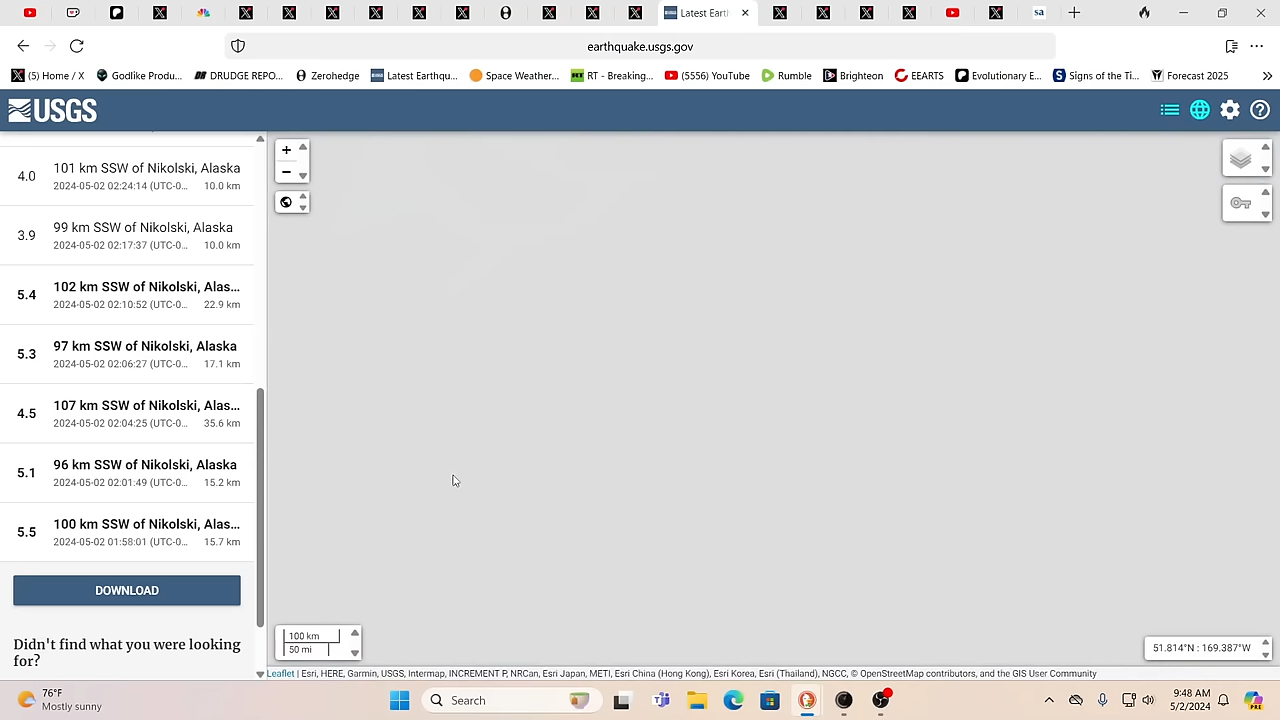 Latest Eart
sa
earthquake.usgs.gov
(5) Home / X
Godlike Produ...
DRUDGE REPO...
Zerohedge
Latest Earthqu...
Space Weather...
RT - Breaking...
(5556) YouTube
Rumble
Brighteon
EEARTS
Evolutionary E...
Signs of the Ti...
Forecast 2025
USGS
4.0
101 km SSW of Nikolski, Alaska
2024-05-02 02:24:14 (UTC-0... 10.0 km
3.9
99 km SSW of Nikolski, Alaska
2024-05-02 02:17:37 (UTC-0... 10.0 km
5.4
102 km SSW of Nikolski, Alas...
2024-05-02 02:10:52 (UTC-0... 22.9 km
5.3
97 km SSW of Nikolski, Alaska
2024-05-02 02:06:27 (UTC-0... 17.1 km
4.5
107 km SSW of Nikolski, Alas...
2024-05-02 02:04:25 (UTC-0... 35.6 km
5.1
96 km SSW of Nikolski, Alaska
2024-05-02 02:01:49 (UTC-0... 15.2 km
5.5
100 km SSW of Nikolski, Alas...
2024-05-02 01:58:01 (UTC-0... 15.7 km
DOWNLOAD
Didn't find what you were looking
for?
100 km
50 mi
51.814°N : 169.387°W
Leaflet | Esri, HERE, Garmin, USGS, Intermap, INCREMENT P, NRCan, Esri Japan, METI, Esri China (Hong Kong), Esri Korea, Esri (Thailand), NGCC, © OpenStreetMap contributors, and the GIS User Community
76°F
Mostly sunny
Search
9:48 AM
5/2/2024